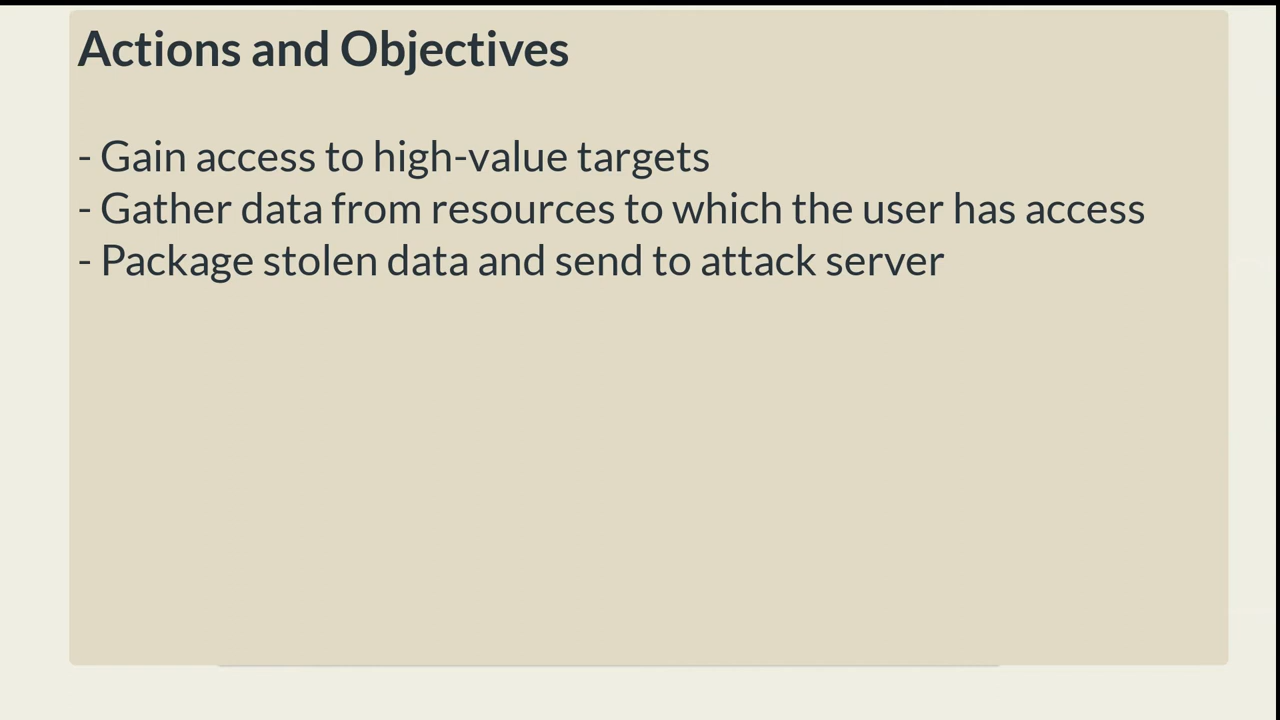 Actions and Objectives
- Gain access to high-value targets
- Gather data from resources to which the user has access
- Package stolen data and send to attack server